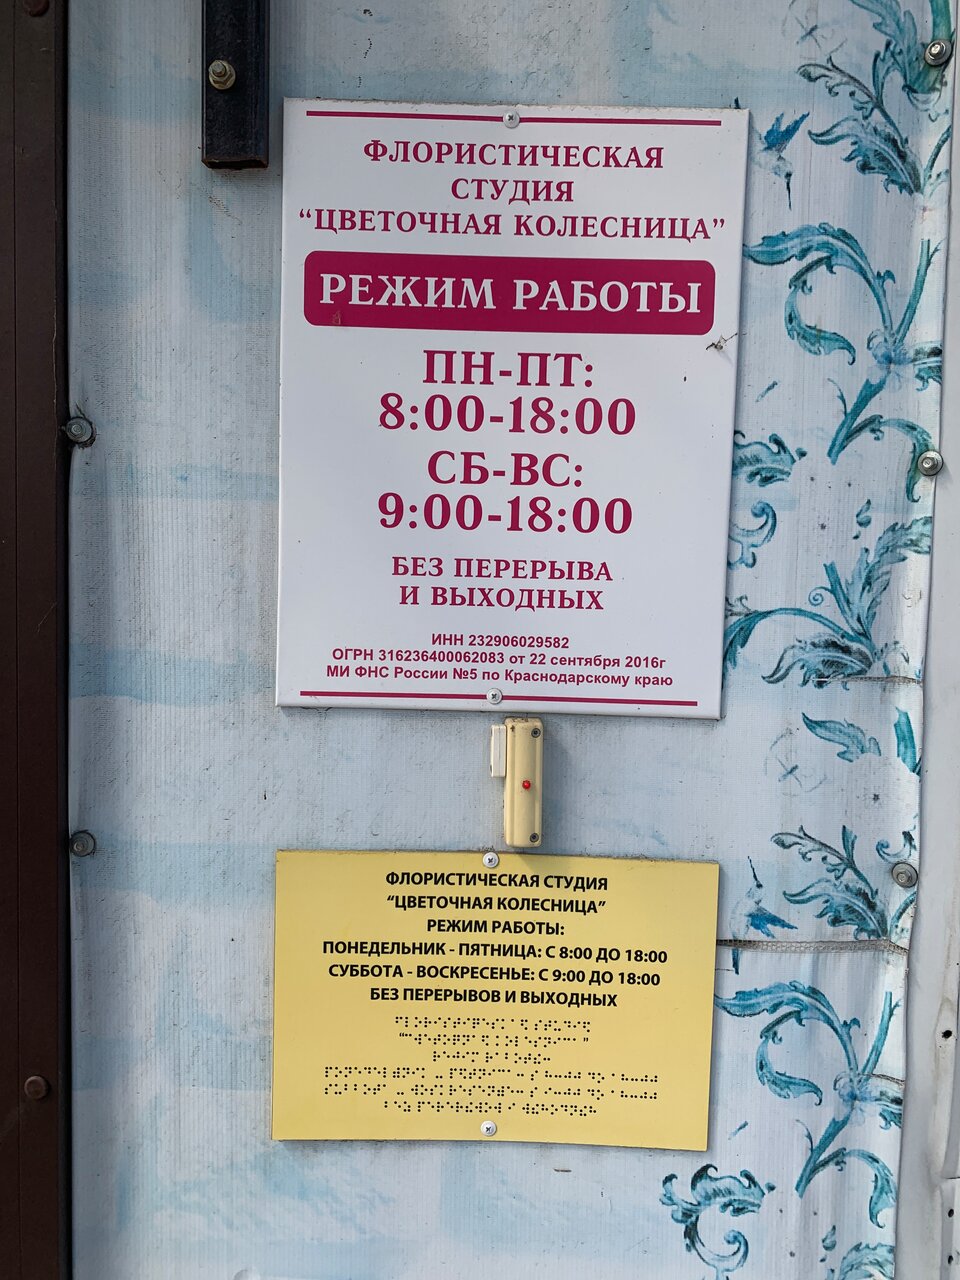 ФЛОРИСТИЧЕСКАЯ
СТУДИЯ
“ЦВЕТОЧНАЯ КОЛЕСНИЦА”
РЕЖИМ РАБОТЫ
ПН-ПТ:
8:00-18:00
СБ-ВС:
9:00-18:00
БЕЗ ПЕРЕРЫВА
И ВЫХОДНЫХ
ИНН 232906029582
ОГРН 316236400062083 от 22 сентября 2016г
МИ ФНС России №5 по Краснодарскому краю
ФЛОРИСТИЧЕСКАЯ СТУДИЯ
“ЦВЕТОЧНАЯ КОЛЕСНИЦА”
РЕЖИМ РАБОТЫ:
ПОНЕДЕЛЬНИК - ПЯТНИЦА: С 8:00 ДО 18:00
СУББОТА - ВОСКРЕСЕНЬЕ: С 9:00 ДО 18:00
БЕЗ ПЕРЕРЫВОВ И ВЫХОДНЫХ